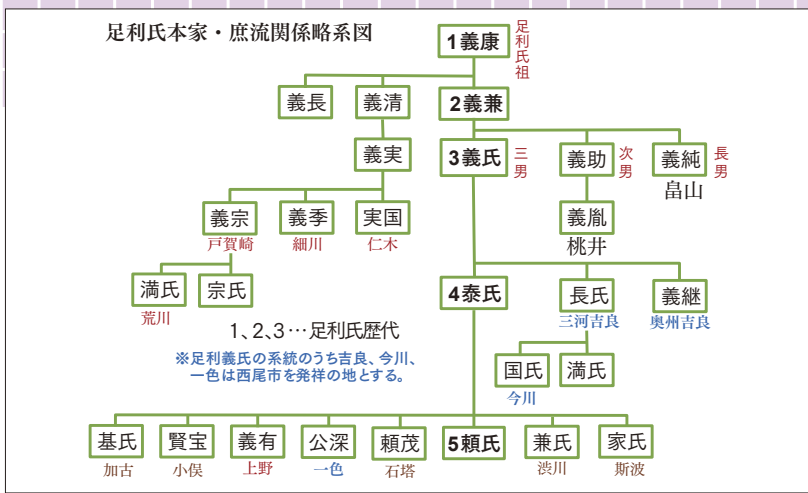 足利氏本家・庶流関係略系図
1義康
足利氏祖
義長
義清
2義兼
義実
3義氏
三男
義助
次男
義純
長男
畠山
義胤
桃井
義宗
戸賀崎
義季
細川
実国
仁木
満氏
荒川
宗氏
4泰氏
長氏
三河吉良
義継
奥州吉良
国氏
今川
満氏
1、2、3…足利氏歴代
※足利義氏の系統のうち吉良、今川、
一色は西尾市を発祥の地とする。
基氏
加古
賢宝
小俣
義有
上野
公深
一色
頼茂
石塔
5頼氏
兼氏
渋川
家氏
斯波